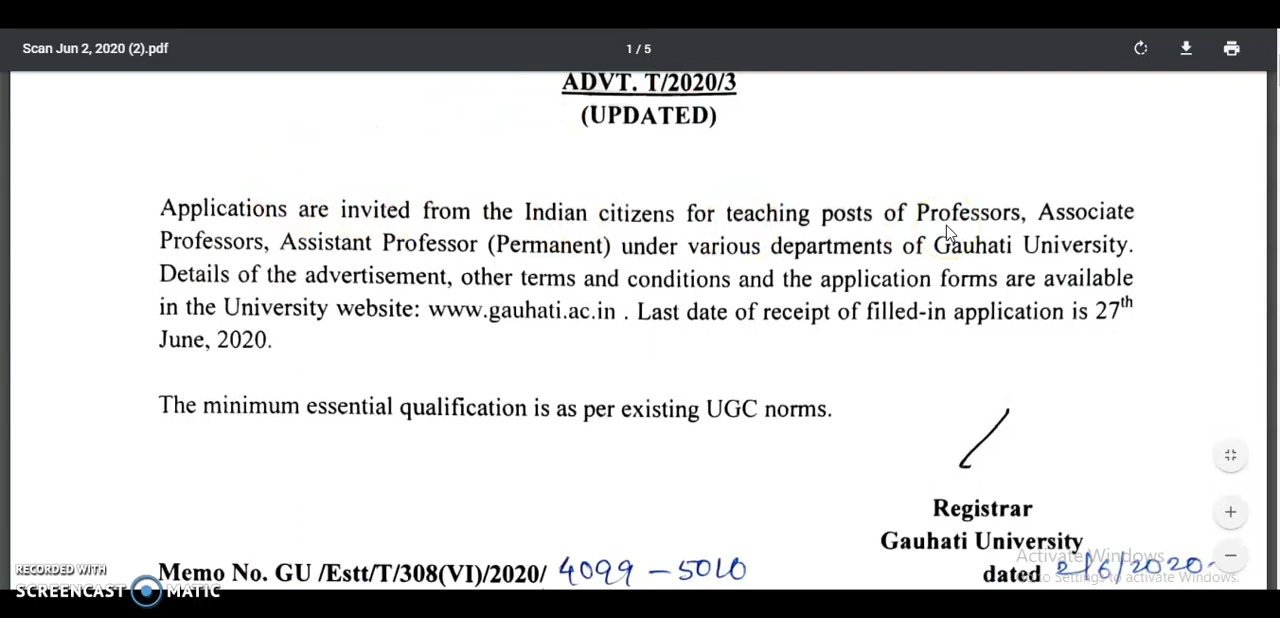 Scan Jun 2, 2020 (2).pdf
1 / 5
ADVT. T/2020/3
(UPDATED)
Applications are invited from the Indian citizens for teaching posts of Professors, Associate
Professors, Assistant Professor (Permanent) under various departments of Gauhati University.
Details of the advertisement, other terms and conditions and the application forms are available
in the University website: www.gauhati.ac.in . Last date of receipt of filled-in application is 27th
June, 2020.
The minimum essential qualification is as per existing UGC norms.
Registrar
Gauhati University
Activate Windows
Memo No. GU /Estt/T/308(VI)/2020/ 4099 - 5010
dated 2/6/2020.
Go to Settings to activate Windows.
RECORDED WITH
SCREENCAST MATIC